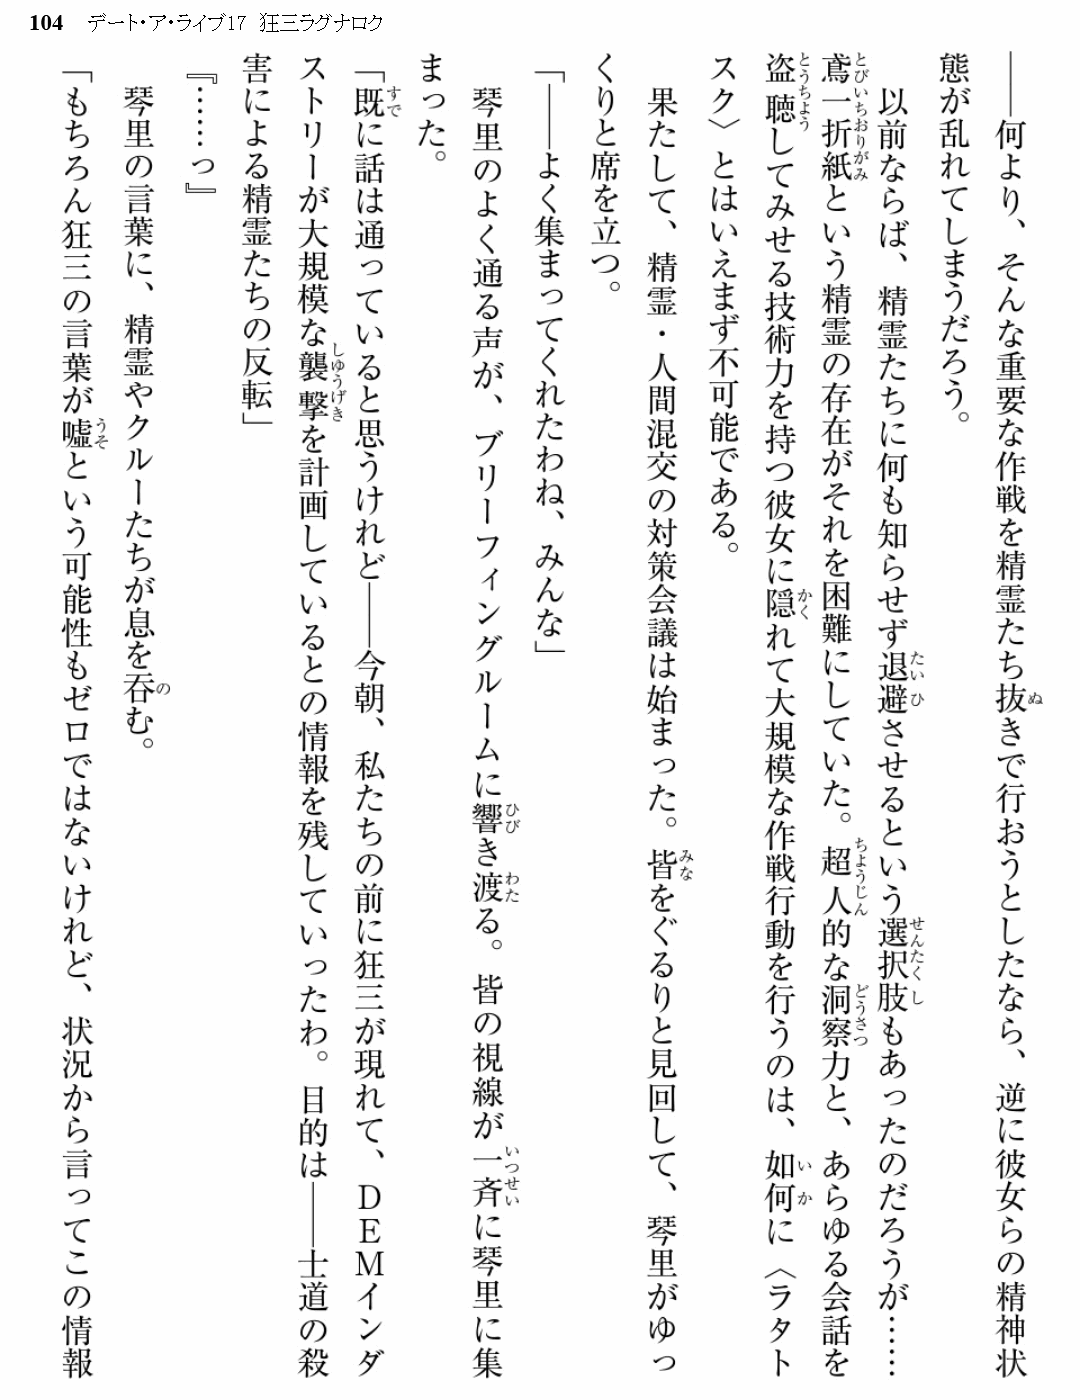 104 デート・ア・ライブ17 狂三ラグナロク
――何より、そんな重要な作戦を精霊たち抜きで行おうとしたなら、逆に彼女らの精神状
態が乱れてしまうだろう。
以前ならば、精霊たちに何も知らせず退避させるという選択肢もあったのだろうが……
鳶一折紙という精霊の存在がそれを困難にしていた。超人的な洞察力と、あらゆる会話を
盗聴してみせる技術力を持つ彼女に隠れて大規模な作戦行動を行うのは、如何に〈ラタト
スク〉とはいえまず不可能である。
果たして、精霊・人間混交の対策会議は始まった。皆をぐるりと見回して、琴里がゆっ
くりと席を立つ。
「――よく集まってくれたわね、みんな」
琴里のよく通る声が、ブリーフィングルームに響き渡る。皆の視線が一斉に琴里に集
まった。
「既に話は通っていると思うけれど――今朝、私たちの前に狂三が現れて、DEMインダ
ストリーが大規模な襲撃を計画しているとの情報を残していったわ。目的は――士道の殺
害による精霊たちの反転」
『……っ』
琴里の言葉に、精霊やクルーたちが息を呑む。
「もちろん狂三の言葉が嘘という可能性もゼロではないけれど、状況から言ってこの情報